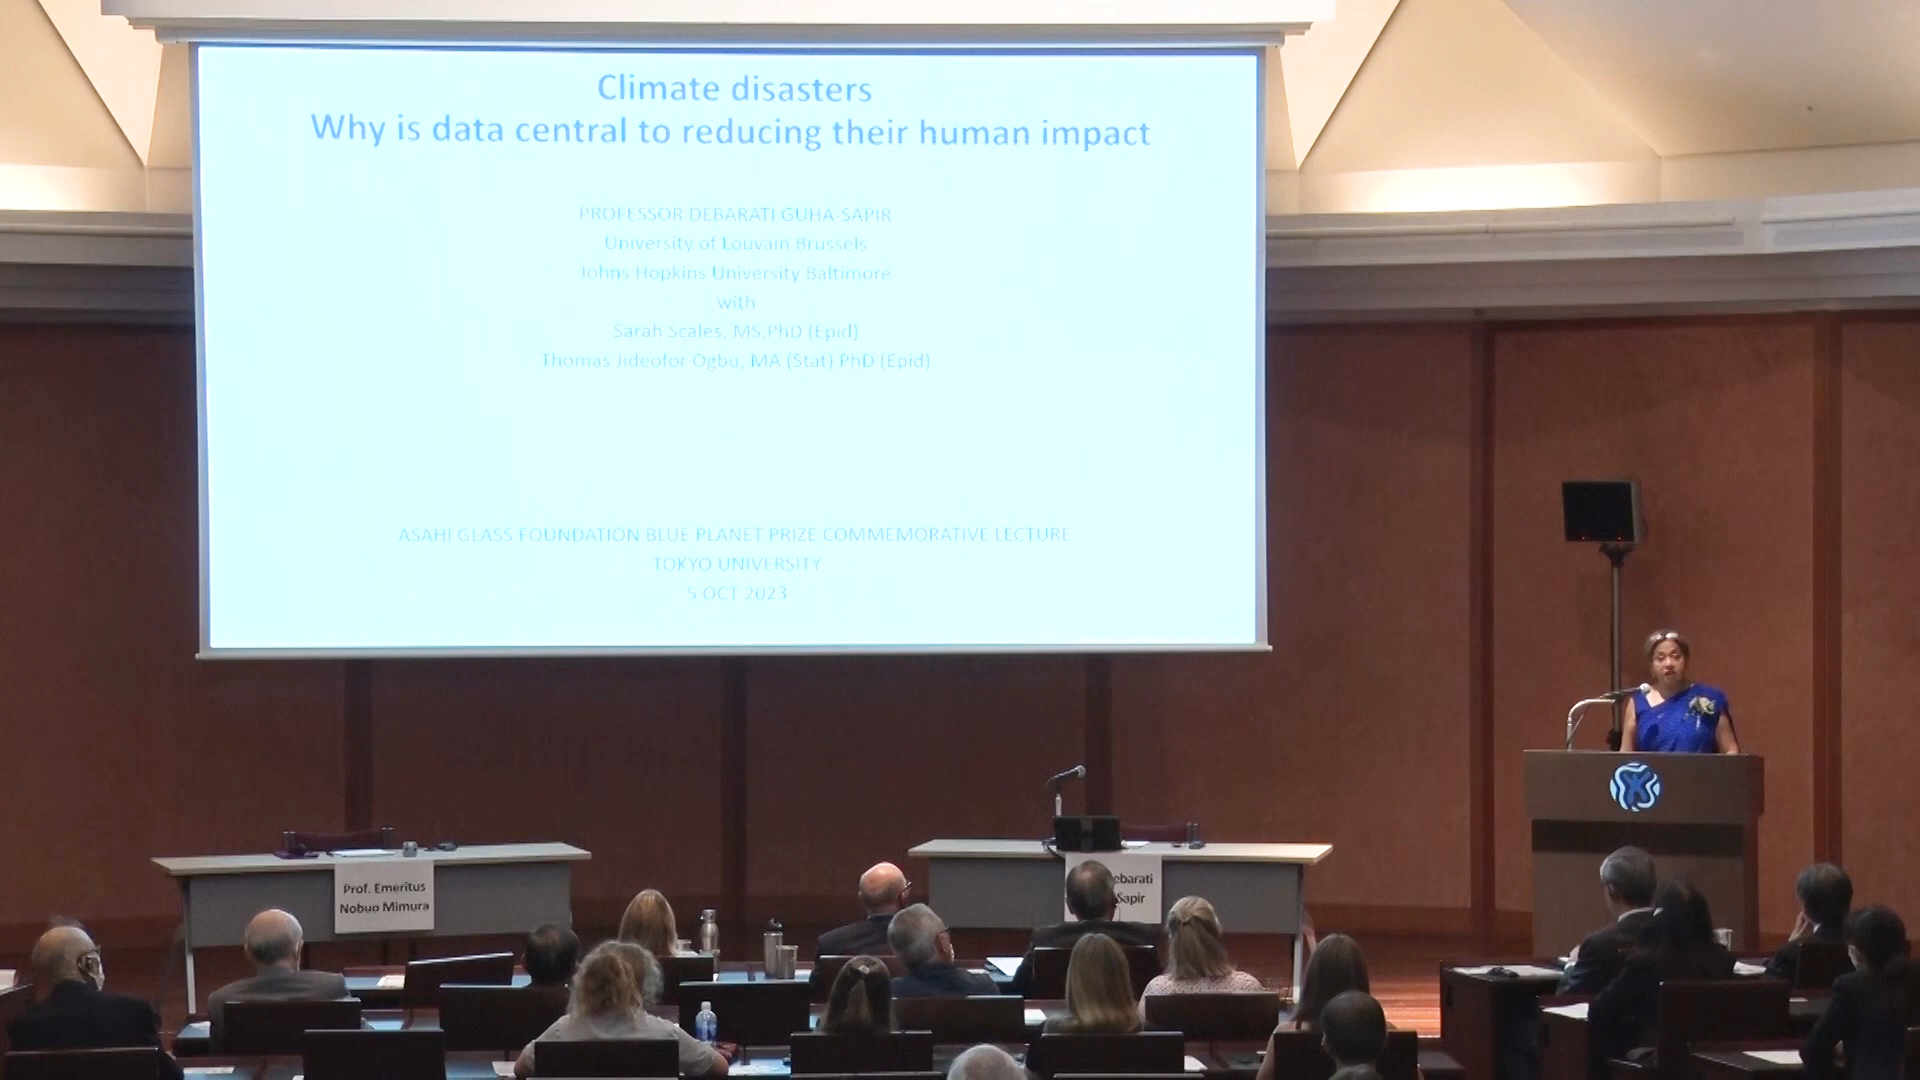 Climate disasters
Why is data central to reducing their human impact
PROFESSOR DEBARATI GUHA-SAPIR
University of Louvain Brussels
Johns Hopkins University Baltimore
with
Sarah Scales, MS,PhD (Epid)
Thomas Jideofor Ogbu, MA (Stat) PhD (Epid)
ASAHI GLASS FOUNDATION BLUE PLANET PRIZE COMMEMORATIVE LECTURE
TOKYO UNIVERSITY
5 OCT 2023
Prof. Emeritus
Nobuo Mimura
ebarati
Sapir